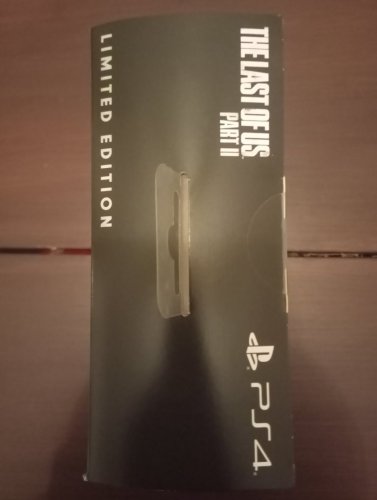 THE LAST OF US
PART II
PS4
LIMITED EDITION